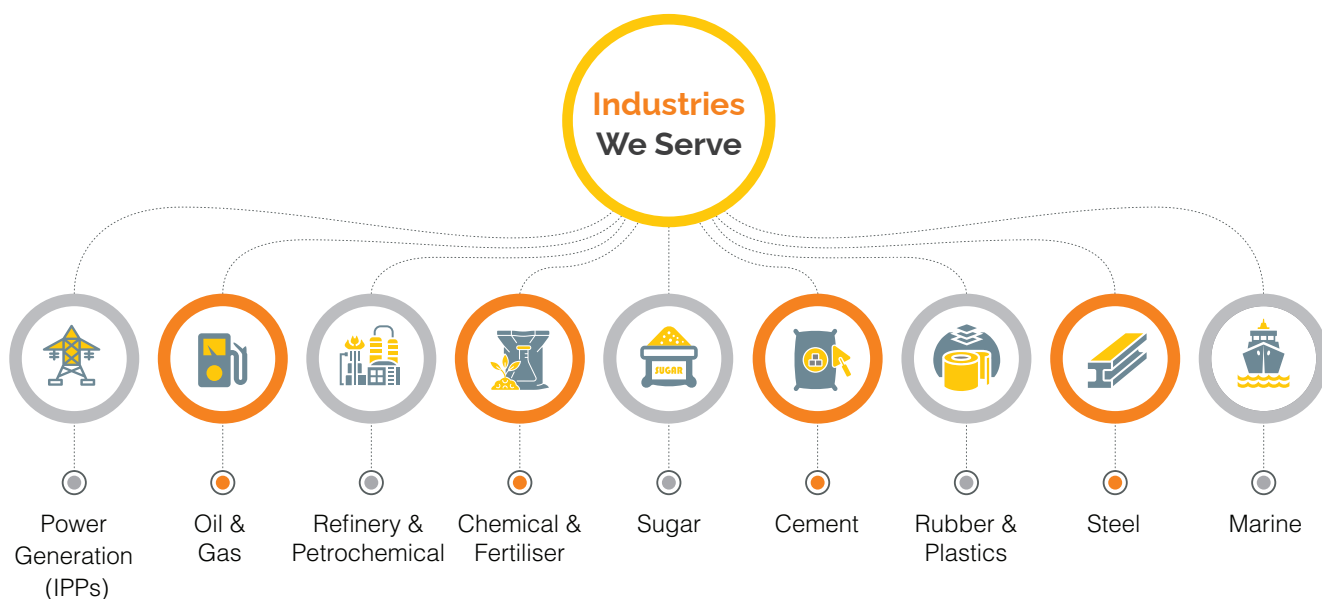 Industries
We Serve
SUGAR
Power
Generation
(IPPs)
Oil &
Gas
Refinery &
Petrochemical
Chemical &
Fertiliser
Sugar
Cement
Rubber &
Plastics
Steel
Marine